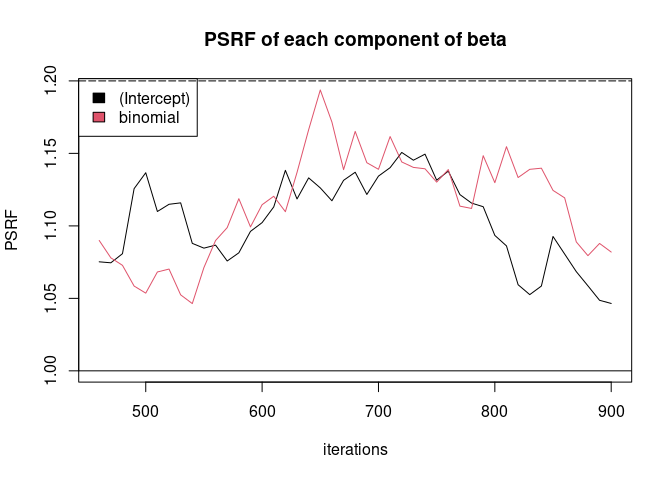 PSRF of each component of beta
(Intercept)
binomial
PSRF
1.20
1.15
1.10
1.05
1.00
500 600 700 800 900
iterations